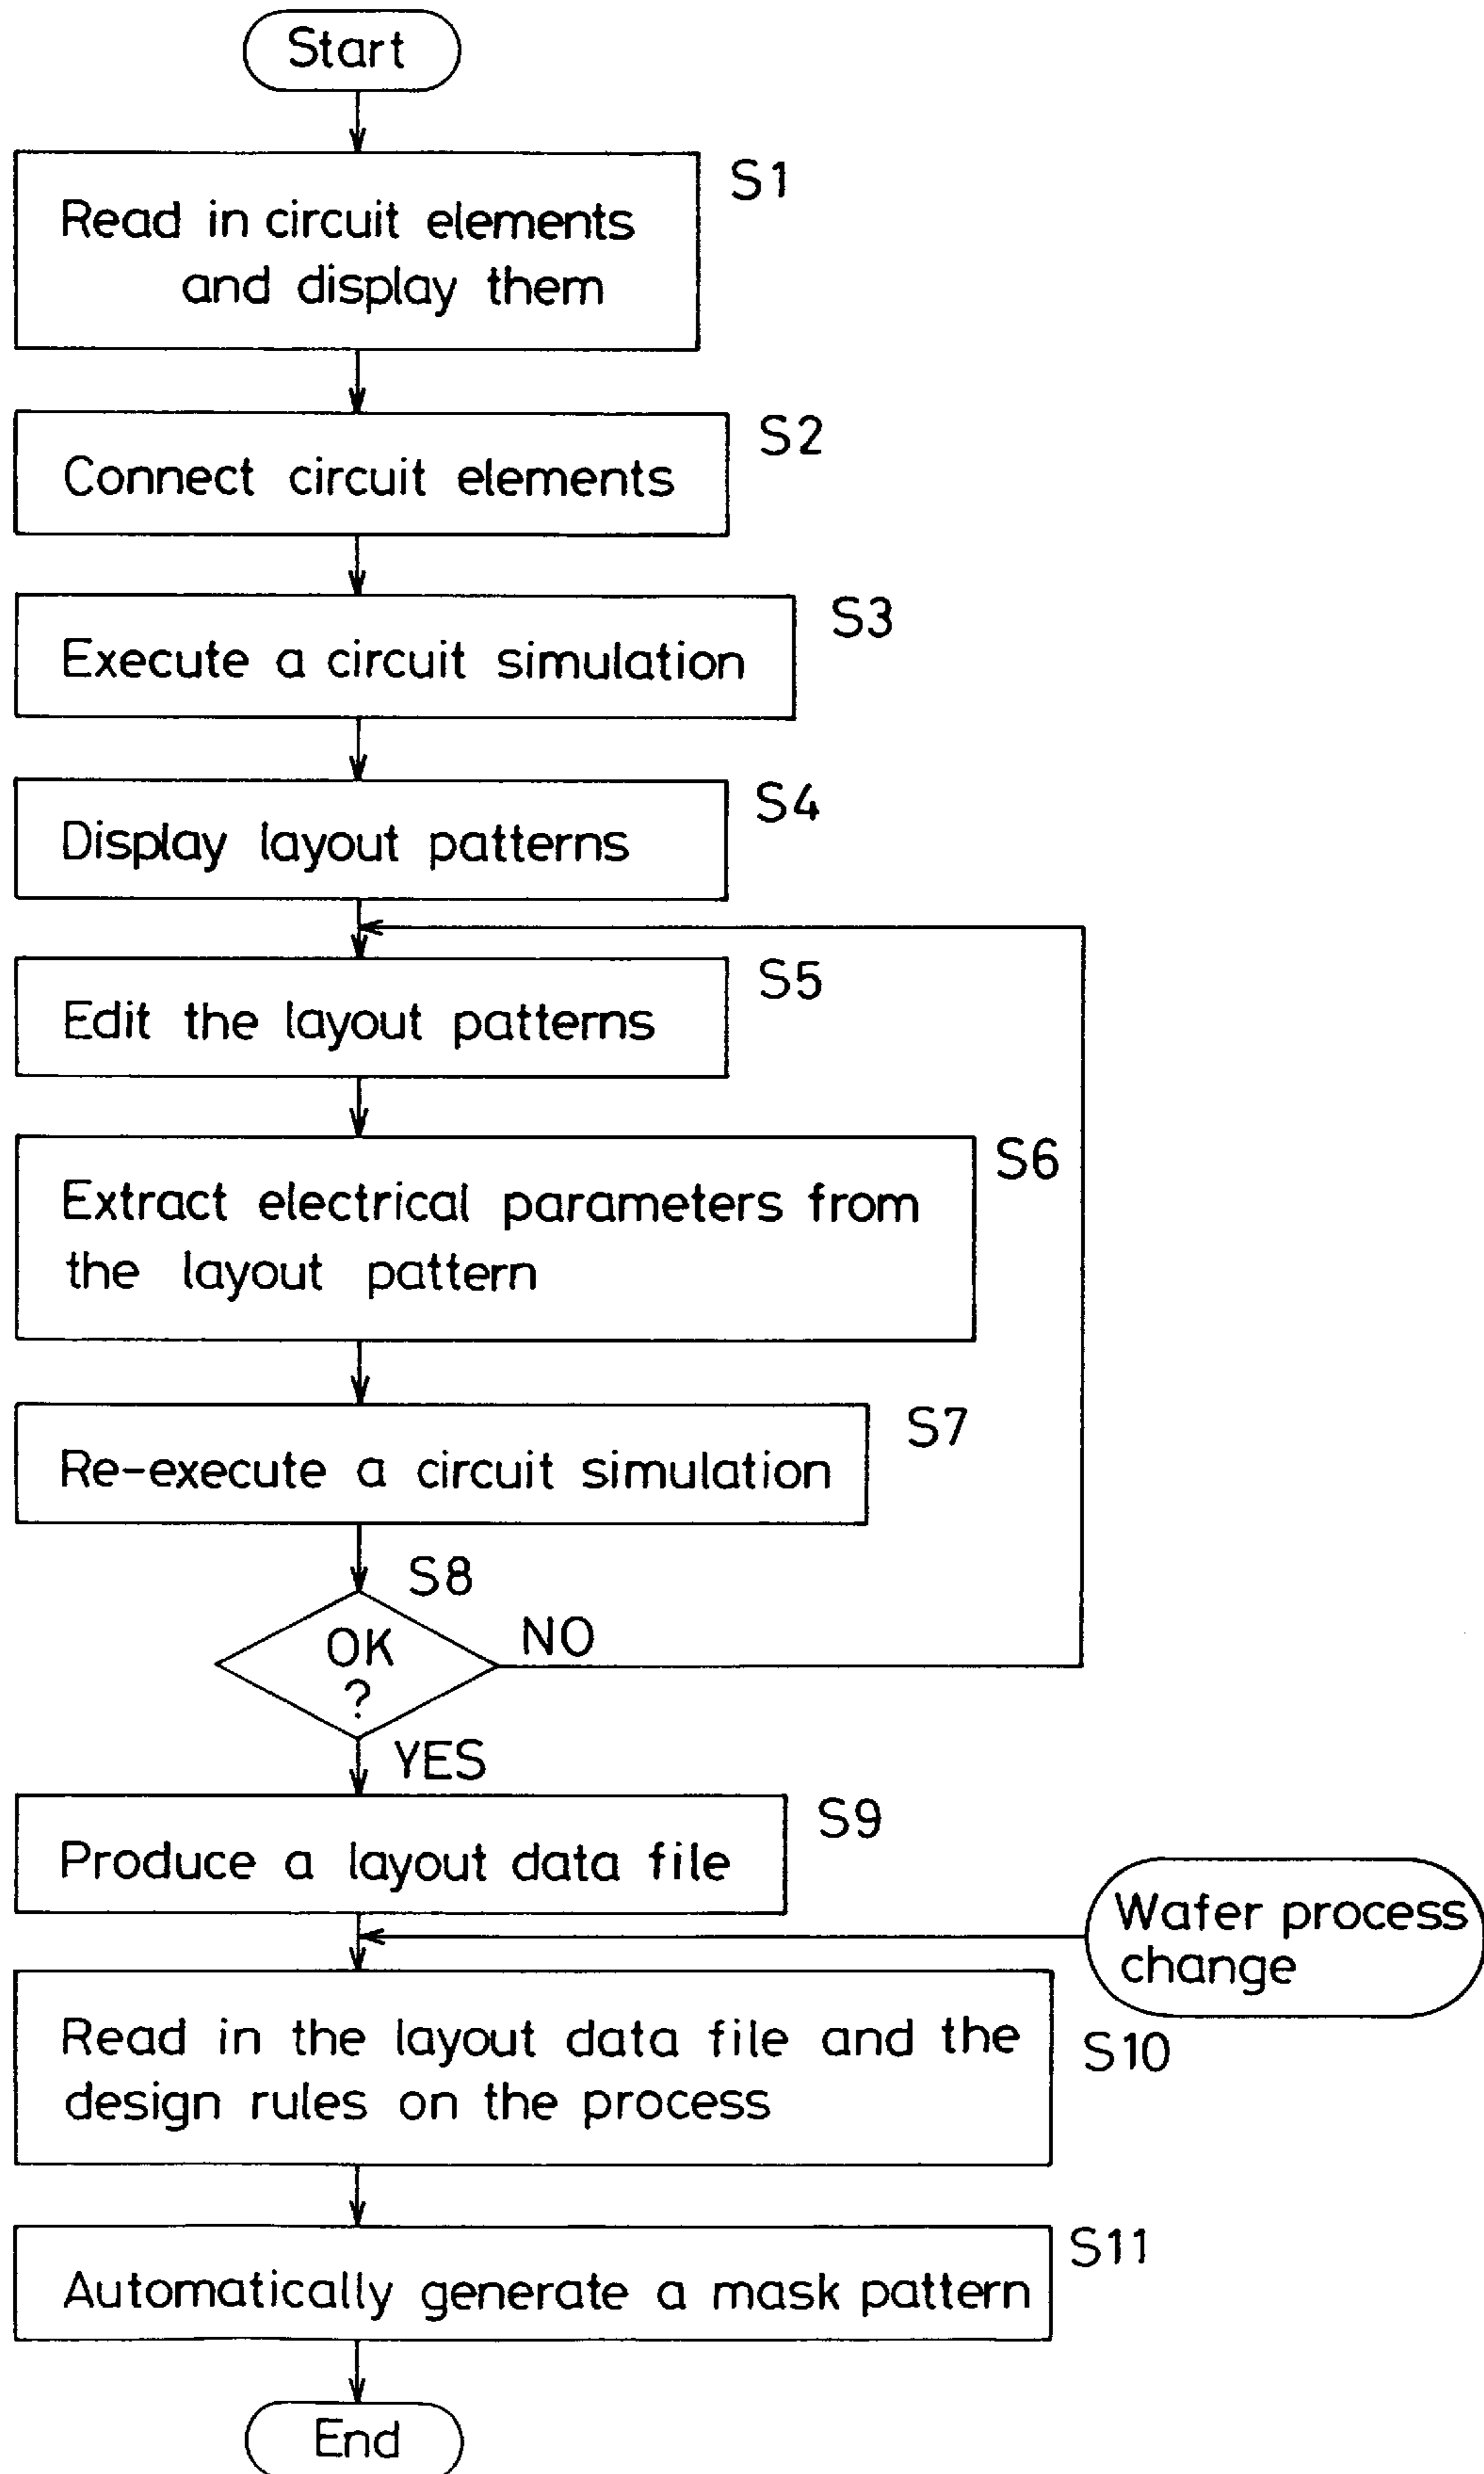 Start
S1
Read in circuit elements
and display them
S2
Connect circuit elements
S3
Execute a circuit simulation
S4
Display layout patterns
S5
Edit the layout patterns
S6
Extract electrical parameters from
the layout pattern
S7
Re-execute a circuit simulation
S8
OK
?
NO
YES
S9
Produce a layout data file
Wafer process
change
Read in the layout data file and the
design rules on the process
S10
S11
Automatically generate a mask pattern
End